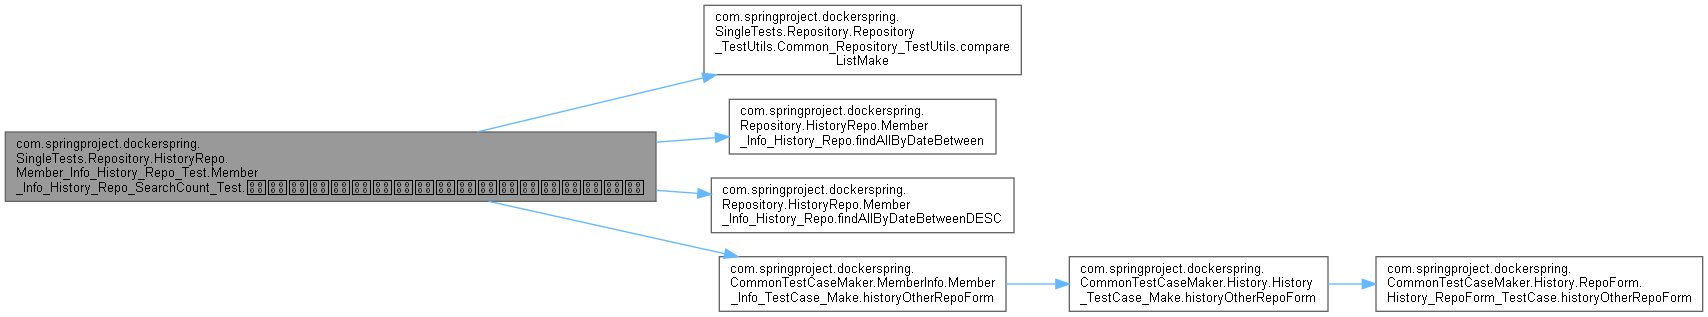 com.springproject.dockerspring.
SingleTests.Repository.Repository
_TestUtils.Common_Repository_TestUtils.compare
ListMake
com.springproject.dockerspring.
Repository.HistoryRepo.Member
_Info_History_Repo.findAllByDateBetween
com.springproject.dockerspring.
SingleTests.Repository.HistoryRepo.
Member_Info_History_Repo_Test.Member
_Info_History_Repo_SearchCount_Test.
com.springproject.dockerspring.
Repository.HistoryRepo.Member
_Info_History_Repo.findAllByDateBetweenDESC
com.springproject.dockerspring.
CommonTestCaseMaker.MemberInfo.Member
_Info_TestCase_Make.historyOtherRepoForm
com.springproject.dockerspring.
CommonTestCaseMaker.History.History
_TestCase_Make.historyOtherRepoForm
com.springproject.dockerspring.
CommonTestCaseMaker.History.RepoForm.
History_RepoForm_TestCase.historyOtherRepoForm